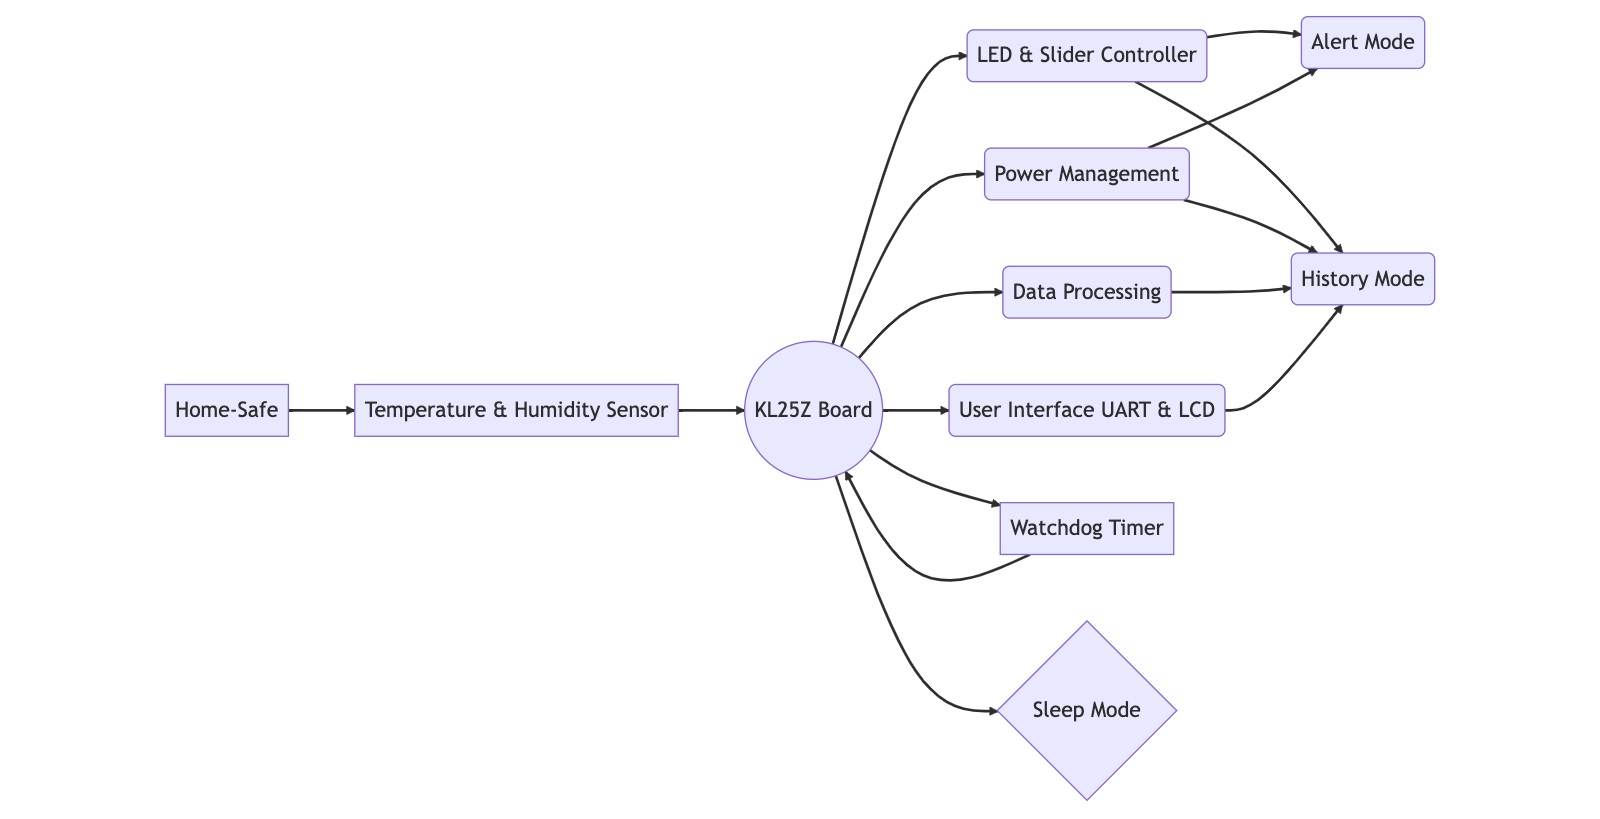 LED & Slider Controller
Alert Mode
Power Management
History Mode
Data Processing
Home-Safe
Temperature & Humidity Sensor
KL25Z Board
User Interface UART & LCD
Watchdog Timer
Sleep Mode